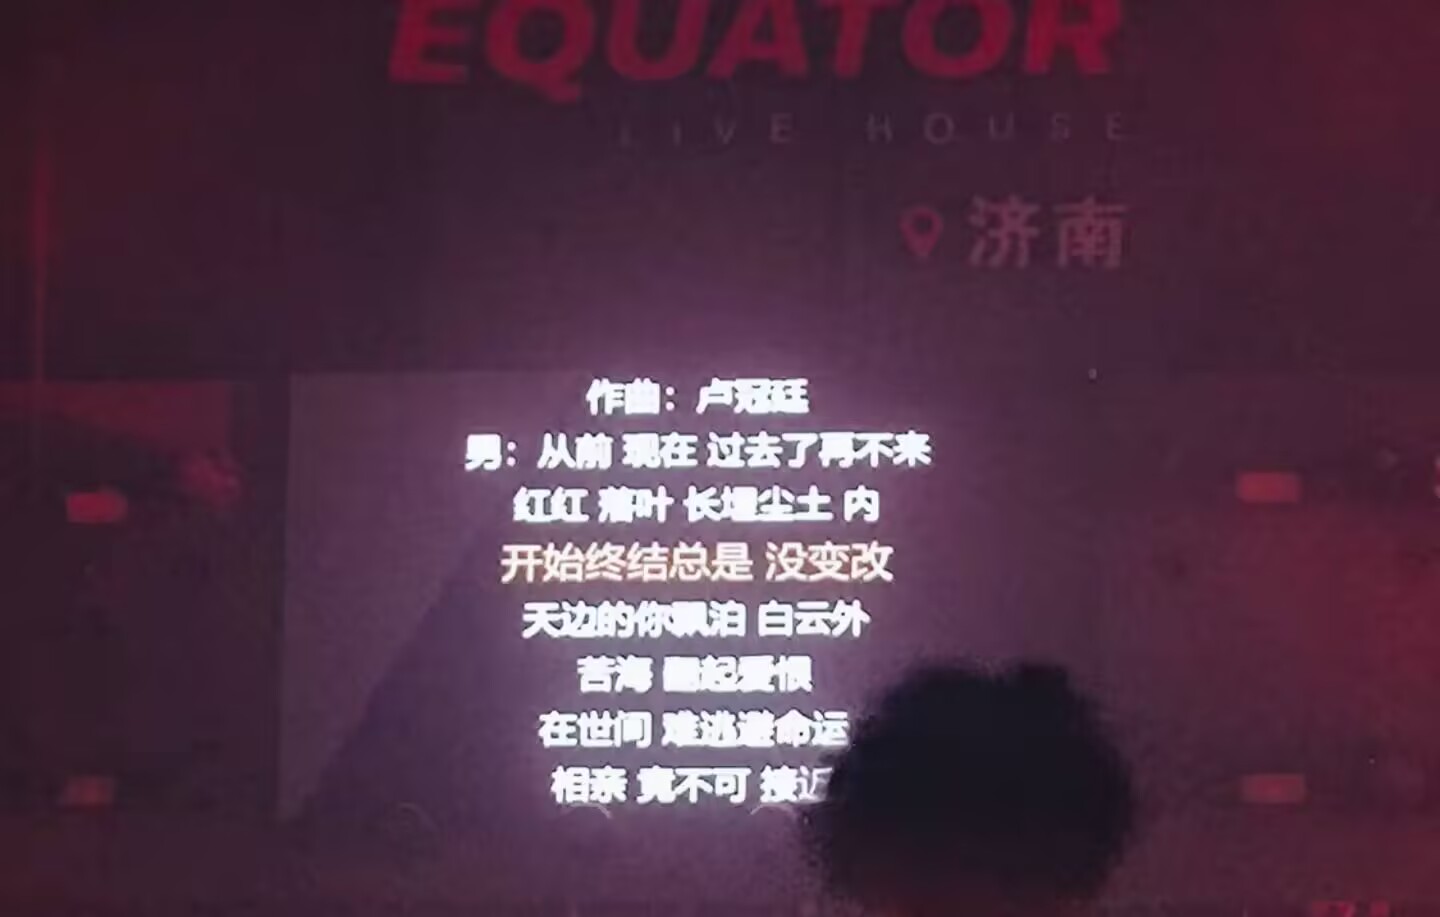 EQUATOR
LIVE HOUSE
济南
作曲：卢冠廷
男：从前 现在 过去了再不来
红红 落叶 长埋尘土 内
开始终结总是 没变改
天边的你飘泊 白云外
苦海 翻起爱恨
在世间 难逃避命运
相亲 竟不可 接近